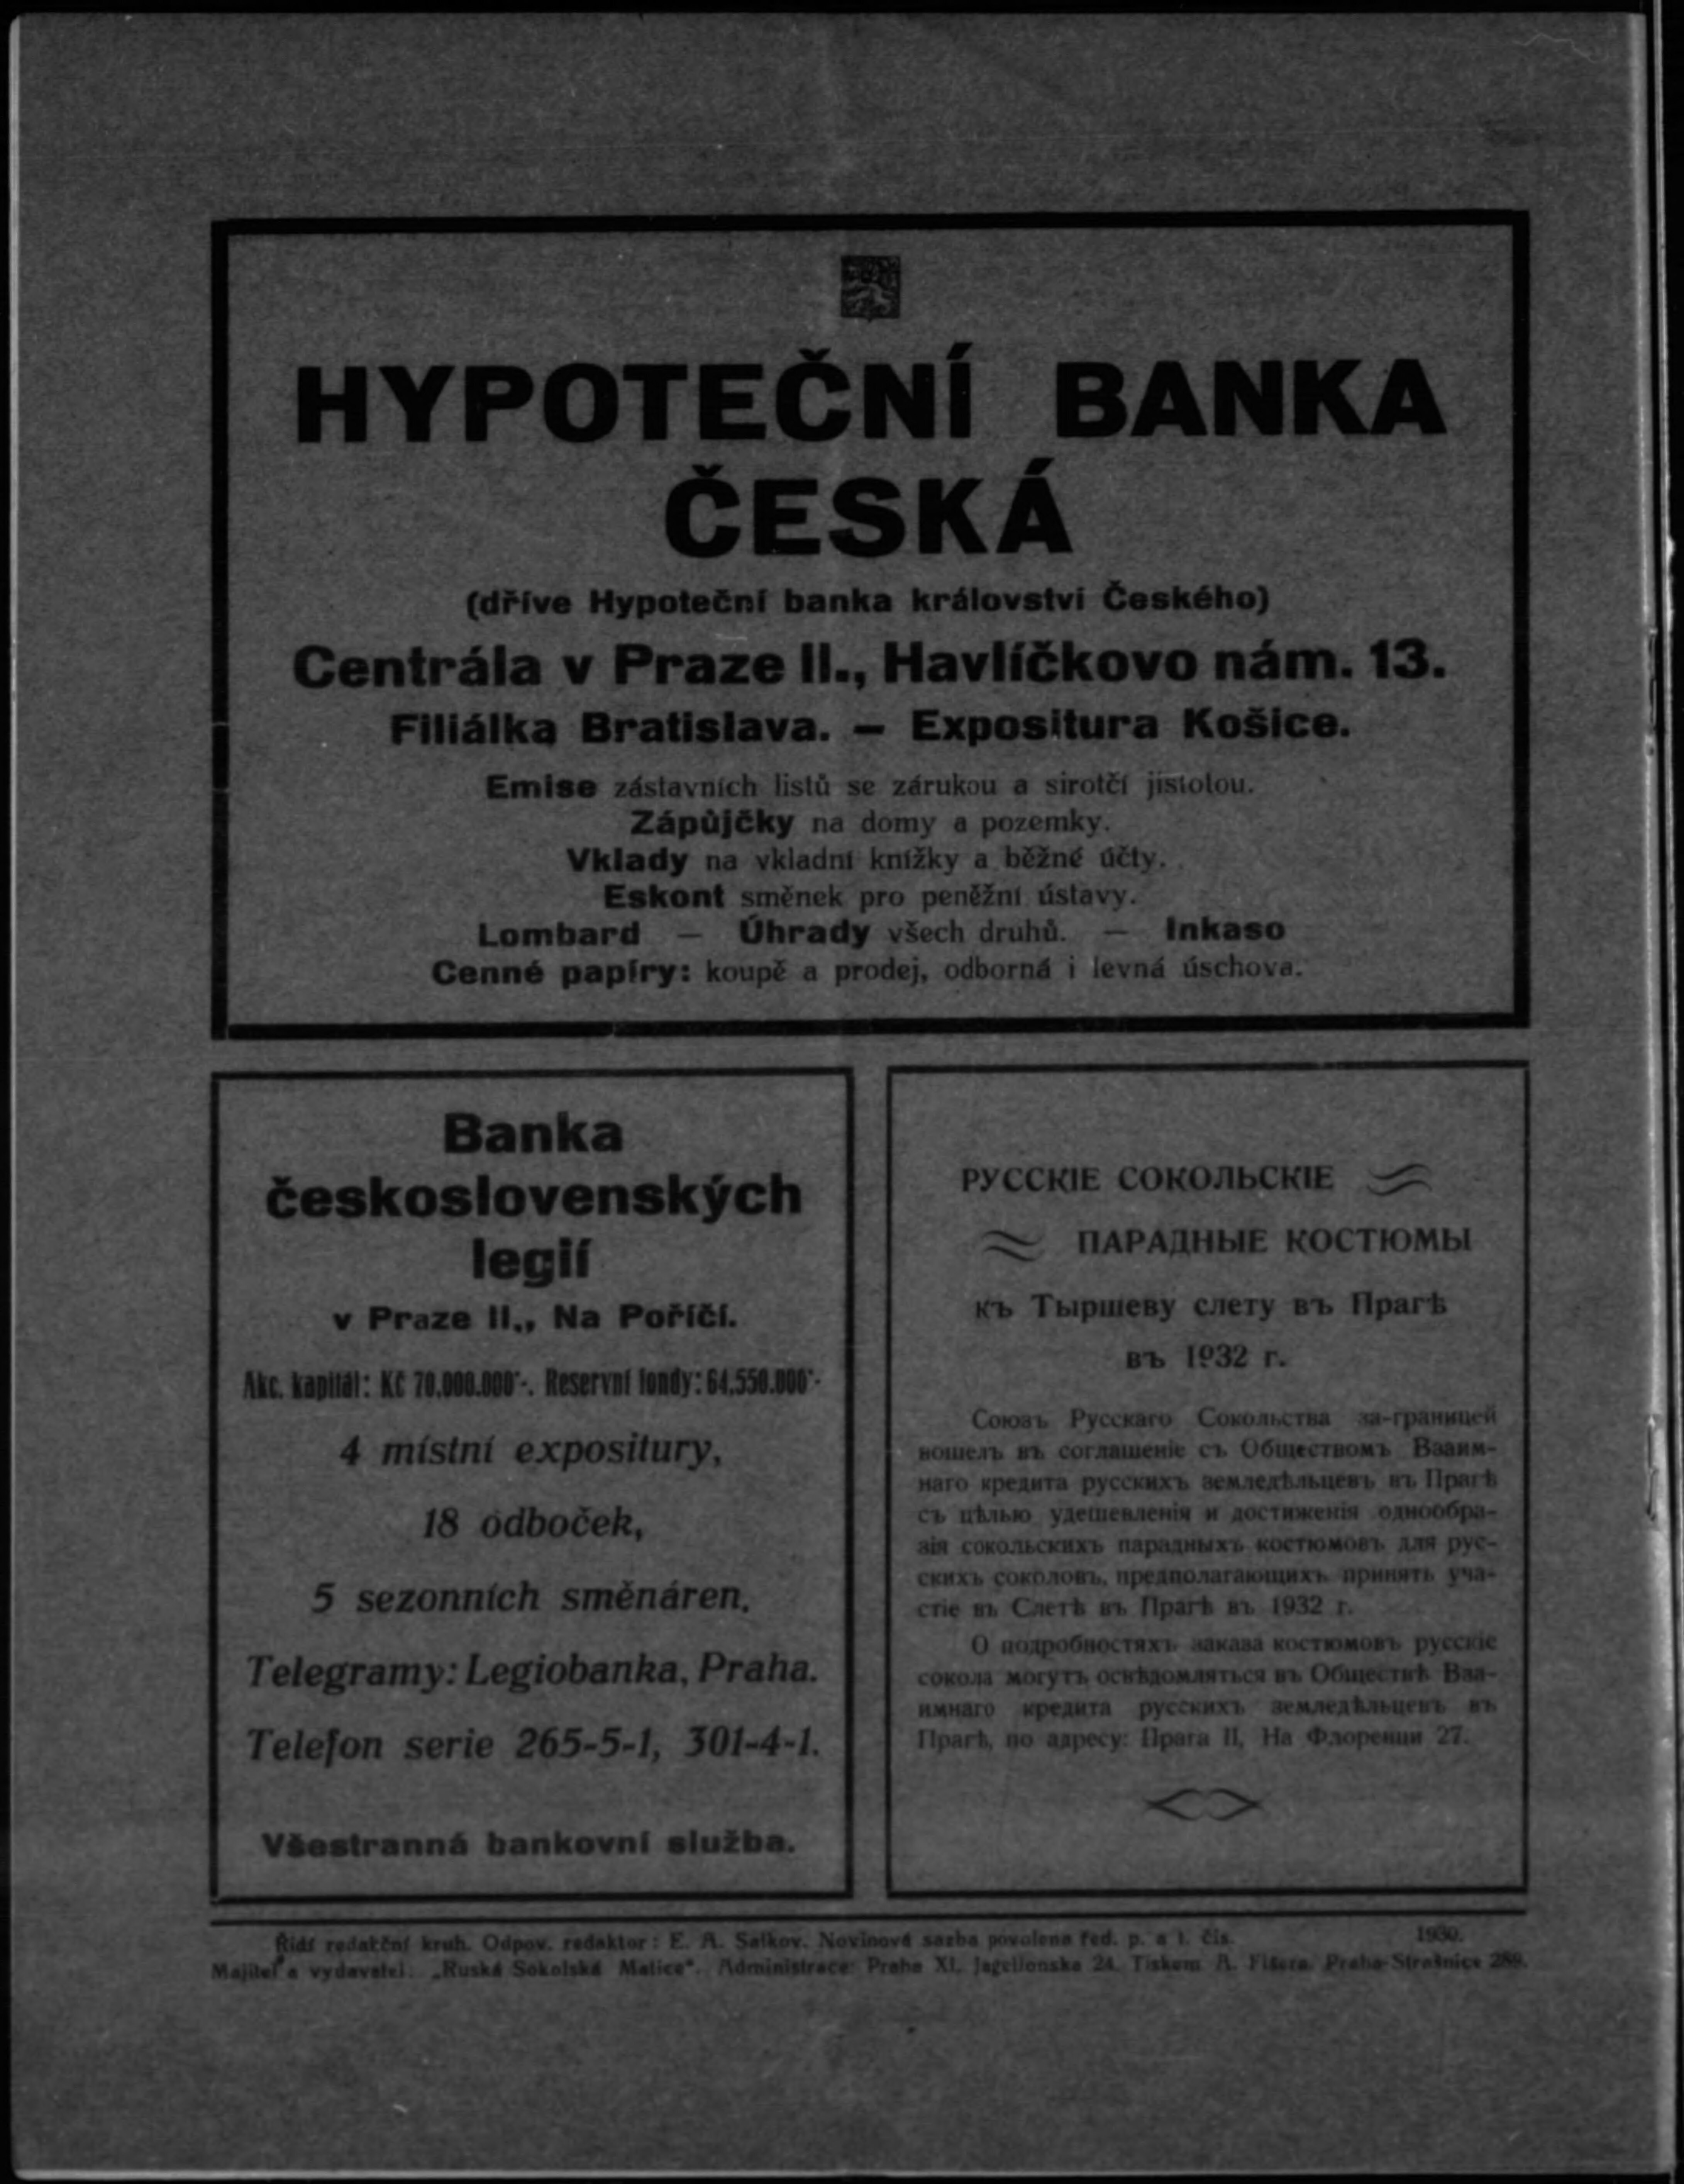 HYPOTEČNÍ BANKA
ČESKÁ
(dříve Hypoteční banka království Českého)
Centrála v Praze II., Havlíčkovo nám. 13.
Filiálka Bratislava. — Expositura Košice.
Emise zástavních listů se zárukou a sirotčí jistotou.
Zápůjčky na domy a pozemky.
Vklady na vkladní knížky a běžné účty.
Eskont směnek pro peněžní ústavy.
Lombard — Úhrady všech druhů. — Inkaso
Cenné papíry: koupě a prodej, odborná i levná úschova.
Banka
československých
legií
v Praze II., Na Poříčí.
Akc. kapitál: Kč 70,000.000·-. Reservní fondy: 64,550.000·-
4 místní expositury,
18 odboček,
5 sezonních směnáren.
Telegramy: Legiobanka, Praha.
Telefon serie 265-5-1, 301-4-1.
Všestranná bankovní služba.
РУССКІЕ СОКОЛЬСКІЕ
ПАРАДНЫЕ КОСТЮМЫ
къ Тыршеву слету въ Прагѣ
въ 1932 г.
Союзъ Русскаго Сокольства за-границей
вошелъ въ соглашеніе съ Обществомъ Взаим-
наго кредита русскихъ земледѣльцевъ въ Прагѣ
съ цѣлью удешевленія и достиженія однообра-
зія сокольскихъ парадныхъ костюмовъ для рус-
скихъ соколовъ, предполагающихъ принять уча-
стіе въ Слетѣ въ Прагѣ въ 1932 г.
О подробностяхъ заказа костюмовъ русскіе
сокола могутъ освѣдомляться въ Обществѣ Вза-
имнаго кредита русскихъ земледѣльцевъ въ
Прагѣ, по адресу: Прага II, На Флоренци 27.
Řídí redakční kruh. Odpov. redaktor: E. A. Saikov. Novinová sazba povolena řed. p. a t. čis. 1930.
Majitel a vydavatel: „Ruská Sokolská Matice". Administrace: Praha XI. Jagellonska 24. Tiskem A. Fišera. Praha-Strašnice 289.